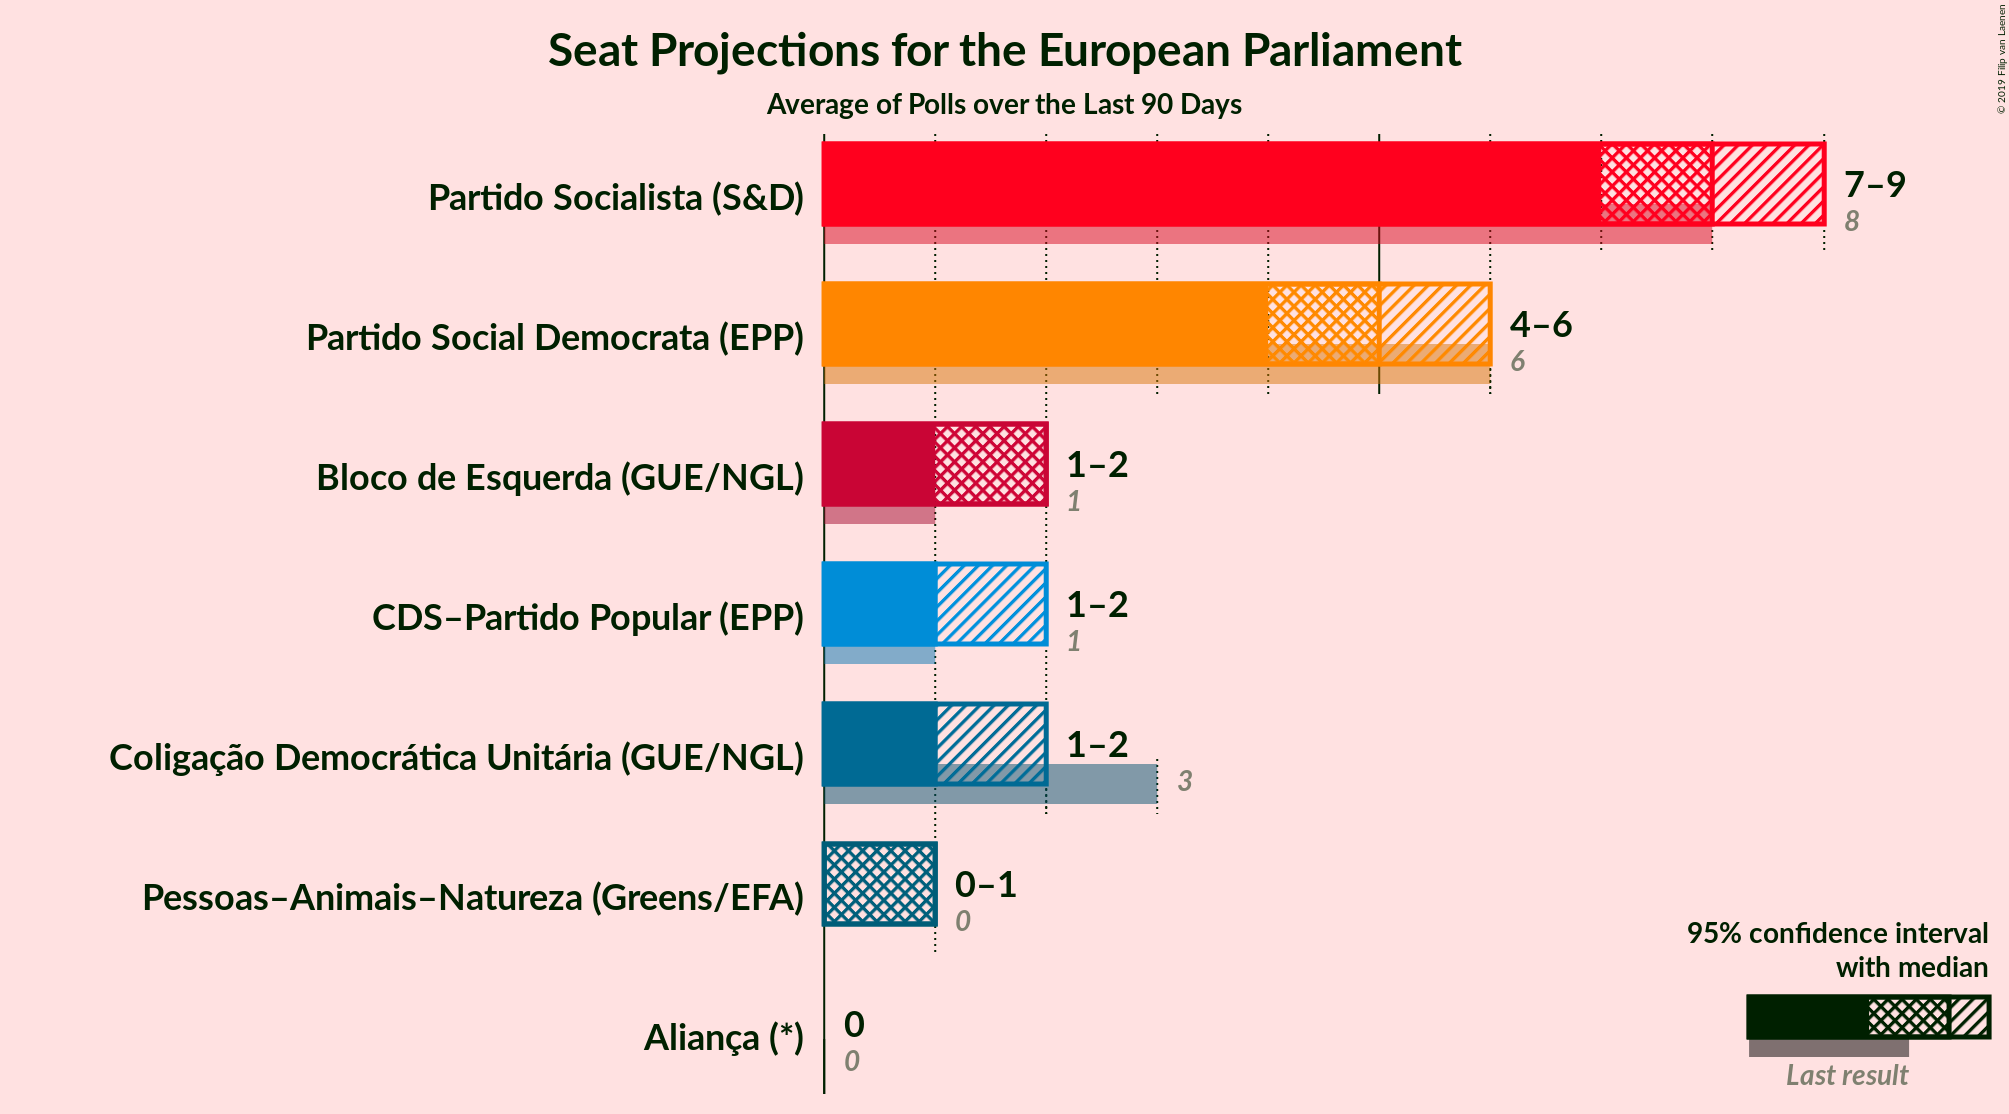 Seat Projections for the European Parliament
Average of Polls over the Last 90 Days
© 2019 Filip van Laenen
Partido Socialista (S&D)
7–9
8
Partido Social Democrata (EPP)
4–6
6
Bloco de Esquerda (GUE/NGL)
1–2
1
CDS–Partido Popular (EPP)
1–2
1
Coligação Democrática Unitária (GUE/NGL)
1–2
3
Pessoas–Animais–Natureza (Greens/EFA)
0–1
0
Aliança (*)
0
0
95% confidence interval
with median
Last result